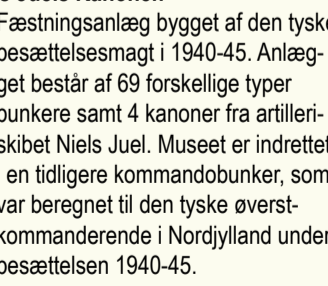 Fæstningsanlæg bygget af den tyske
besættelsesmagt i 1940-45. Anlæg-
get består af 69 forskellige typer
bunkere samt 4 kanoner fra artilleri-
skibet Niels Juel. Museet er indrettet
en tidligere kommandobunker, som
var beregnet til den tyske øverst-
kommanderende i Nordjylland under
besættelsen 1940-45.